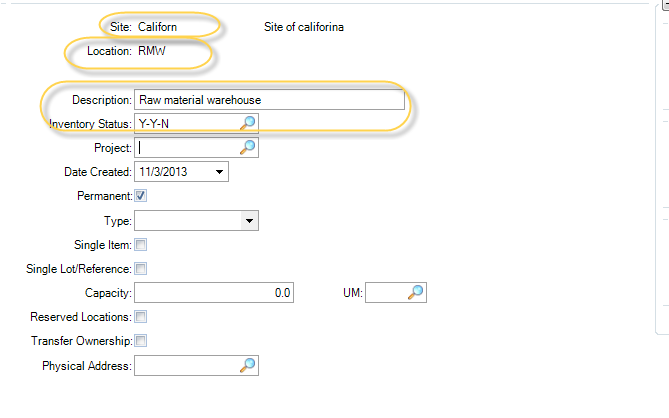 Site: Californ Site of califorina
Location: RMW
Description: Raw material warehouse
Inventory Status: Y-Y-N
Project:
Date Created: 11/3/2013
Permanent:
Type:
Single Item:
Single Lot/Reference:
Capacity: 0.0 UM:
Reserved Locations:
Transfer Ownership:
Physical Address: